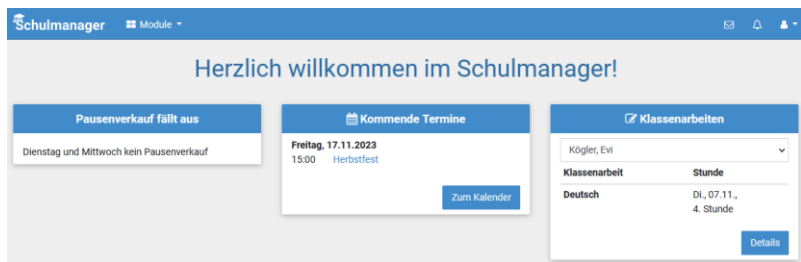 Schulmanager
Module
Herzlich willkommen im Schulmanager!
Pausenverkauf fällt aus
Dienstag und Mittwoch kein Pausenverkauf
Kommende Termine
Freitag, 17.11.2023
15:00 Herbstfest
Zum Kalender
Klassenarbeiten
Kögler, Evi
Klassenarbeit Stunde
Deutsch Di., 07.11.,
4. Stunde
Details